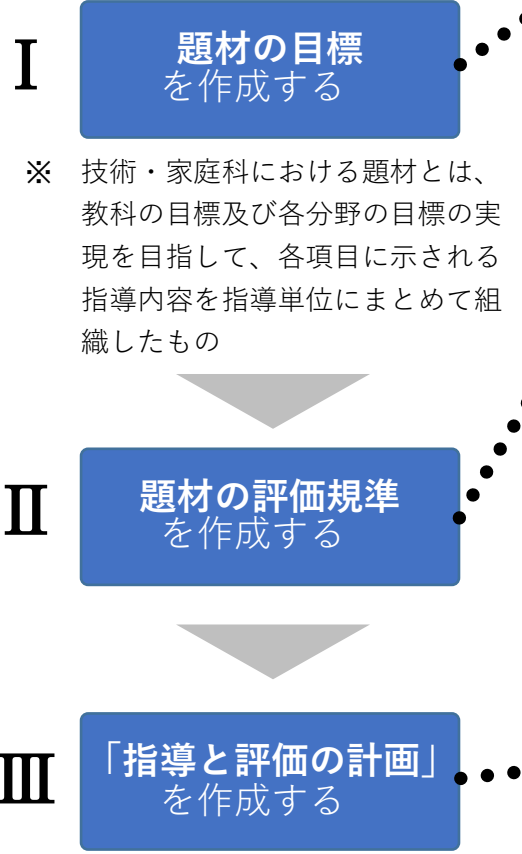 Ⅰ
題材の目標
を作成する
※ 技術・家庭科における題材とは、
教科の目標及び各分野の目標の実
現を目指して、各項目に示される
指導内容を指導単位にまとめて組
織したもの
Ⅱ
題材の評価規準
を作成する
Ⅲ
「指導と評価の計画」
を作成する